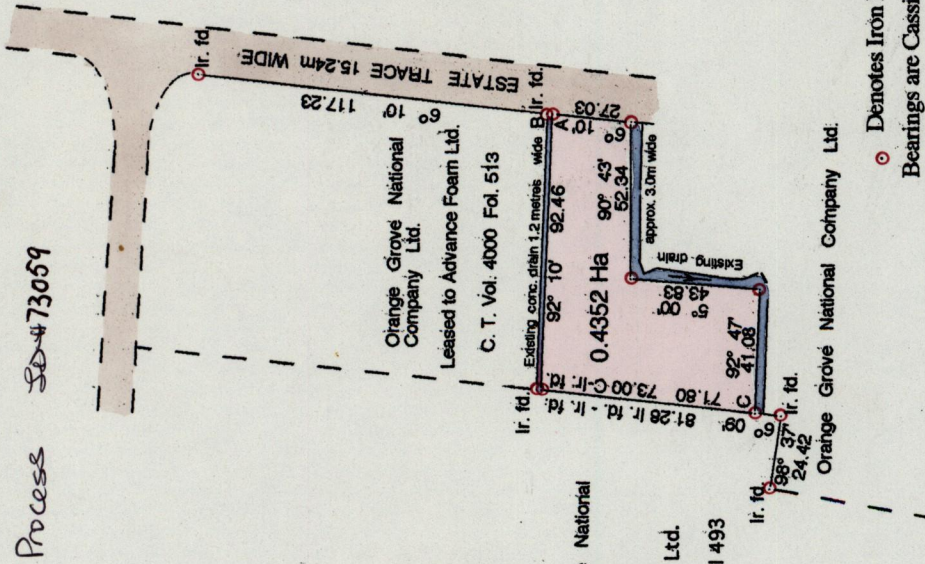 Process SD#73059
Ir. fd.
ESTATE TRACE 15.24m WIDE.
117.23
6° 10'
Orange Grove National
Company Ltd.
Leased to Advance Foam Ltd.
C. T. Vol. 4000 Fol. 513
Ir. fd.
B
A
27.03
6° 10'
Existing conc. drain 1.2 metres wide
92° 10' 92.46
Ir. fd.
0.4352 Ha
90° 43'
52.34
approx. 3.0m wide
Existing drain
43.83
5° 00'
92° 47'
41.08
73.00 C-Ir. fd.
71.80
81.28 Ir. fd. - Ir. fd.
6° 09'
C
Ir. fd.
98° 37'
24.42
Ir. fd.
Orange Grove National Company Ltd.
National
Ltd.
493
Denotes Iron
Bearings are